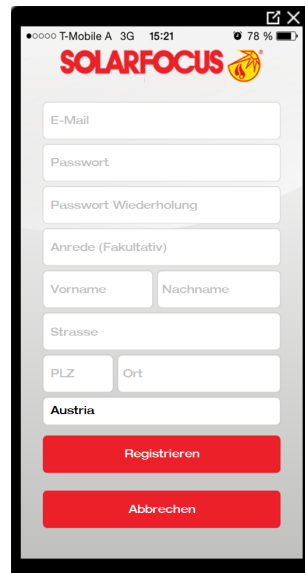 ●○○○○ T-Mobile A 3G 15:21 78 %
SOLARFOCUS
E-Mail
Passwort
Passwort Wiederholung
Anrede (Fakultativ)
Vorname Nachname
Strasse
PLZ Ort
Austria
Registrieren
Abbrechen